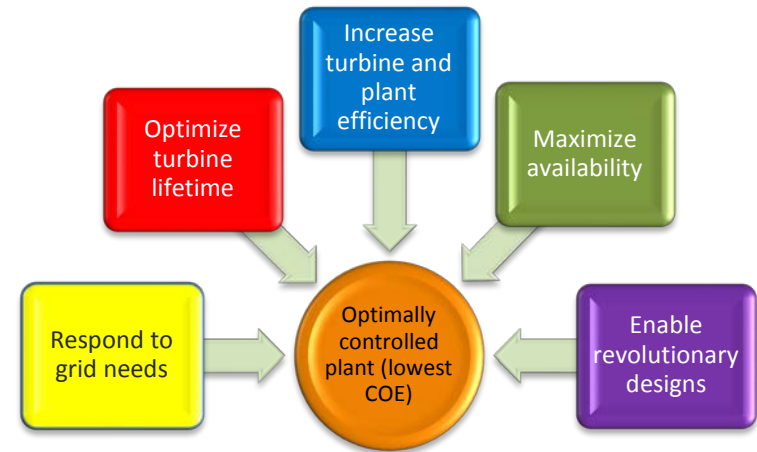 Increase
turbine and
plant
efficiency
Optimize
turbine
lifetime
Maximize
availability
Respond to
grid needs
Optimally
controlled
plant (lowest
COE)
Enable
revolutionary
designs